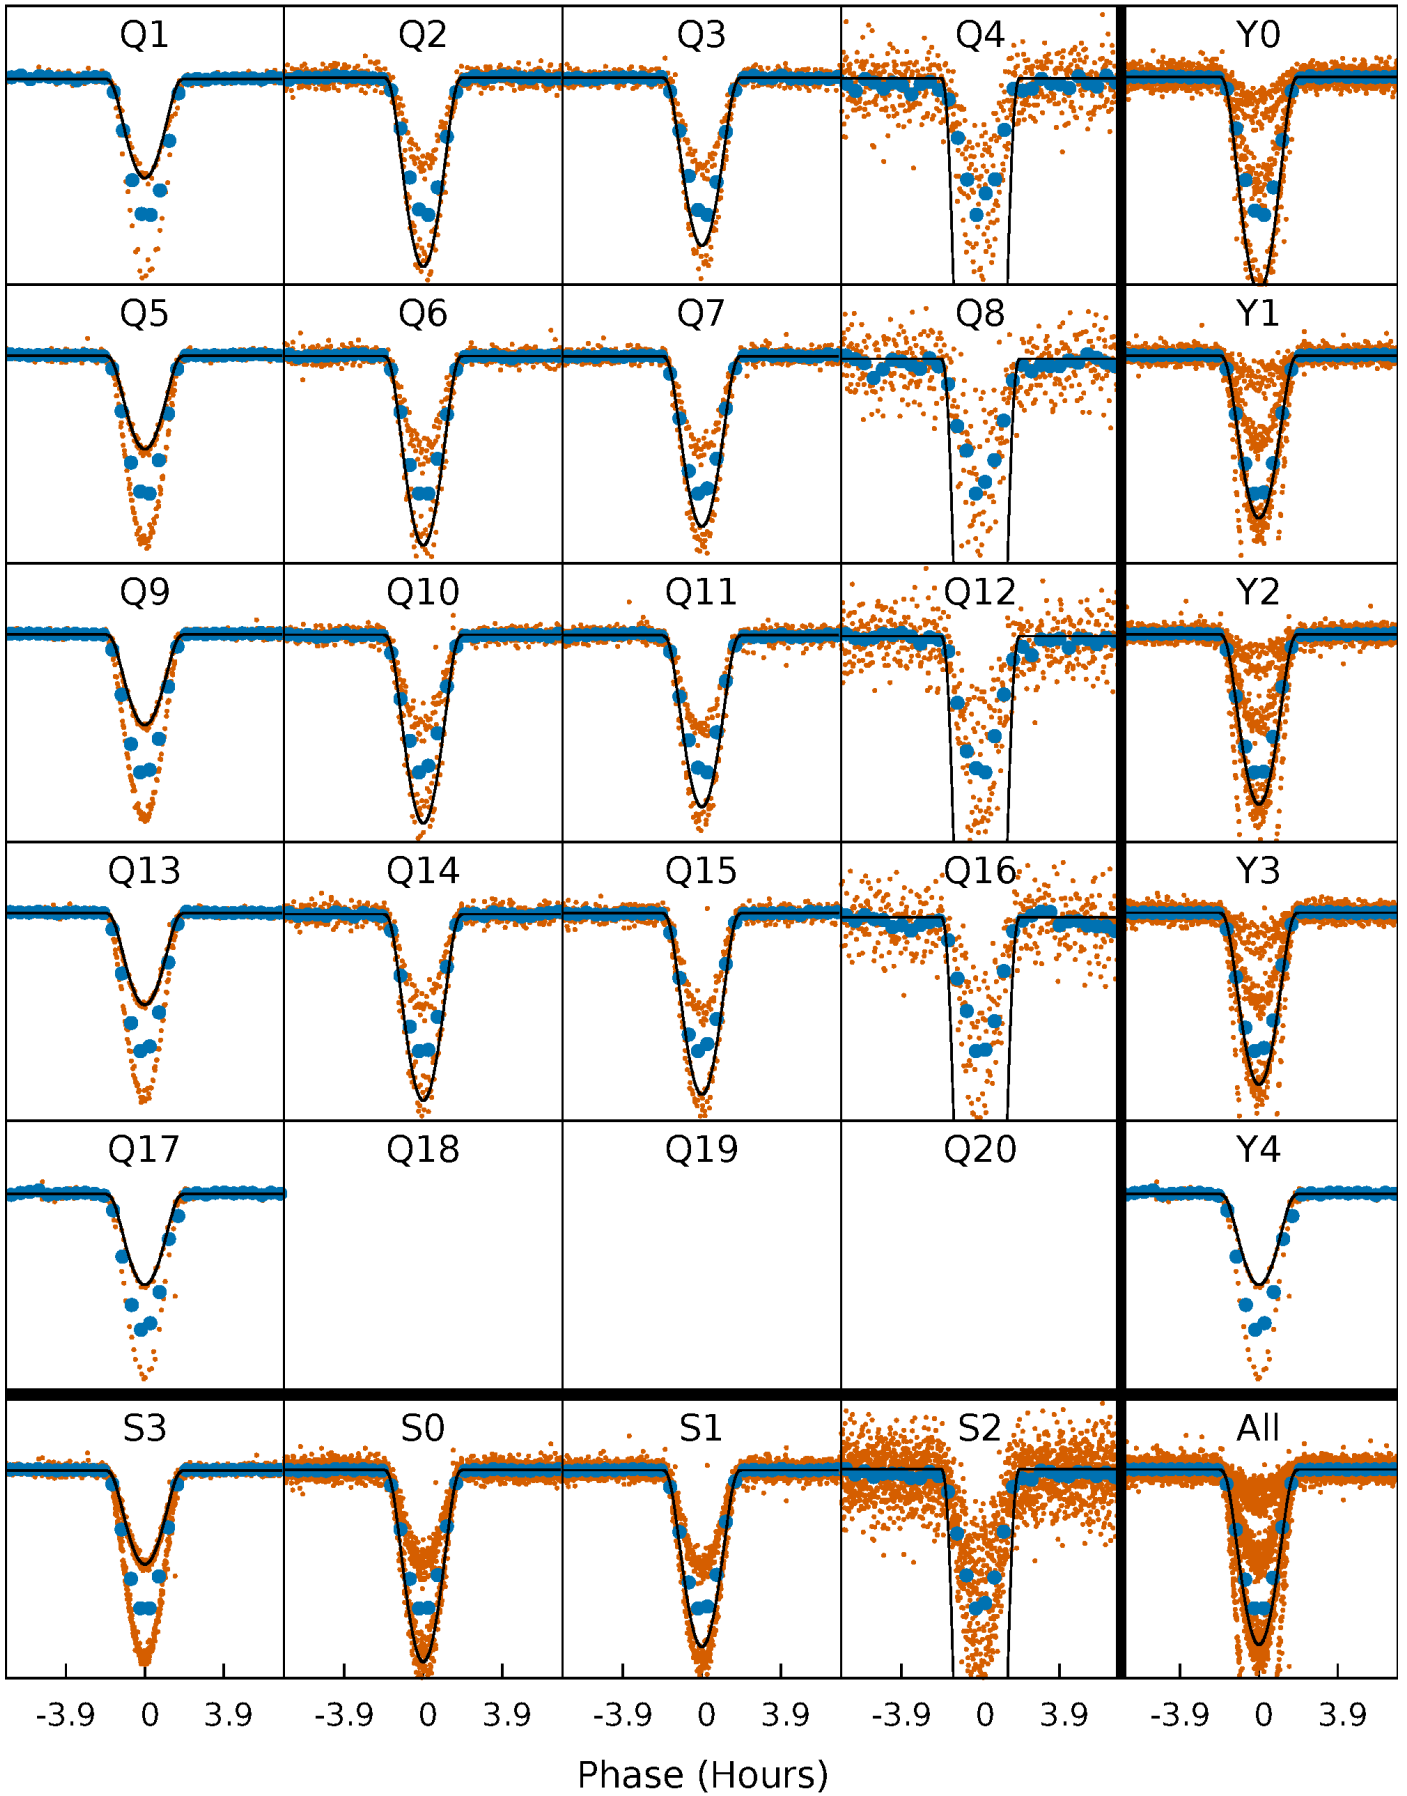 Q1 Q2 Q3 Q4 Y0
Q5 Q6 Q7 Q8 Y1
Q9 Q10 Q11 Q12 Y2
Q13 Q14 Q15 Q16 Y3
Q17 Q18 Q19 Q20 Y4
S3 S0 S1 S2 All
-3.9 0 3.9 -3.9 0 3.9 -3.9 0 3.9 -3.9 0 3.9 -3.9 0 3.9
Phase (Hours)